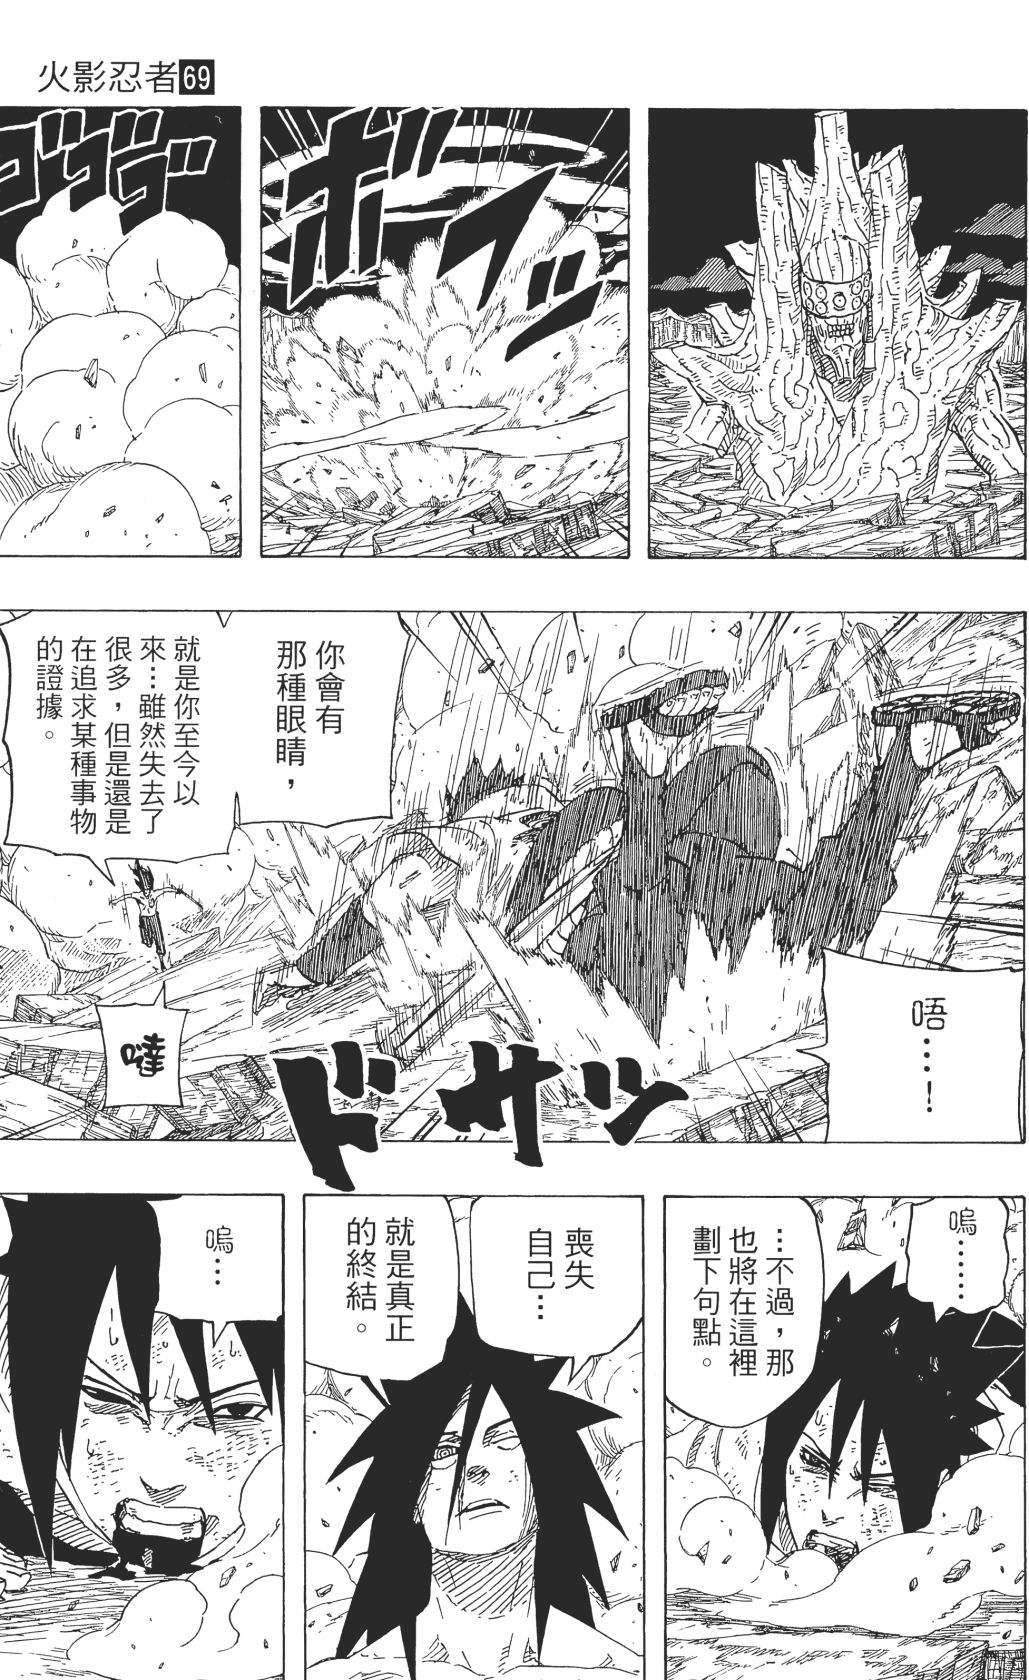 火影忍者69
ボフッ
ゴゴゴ
你會有
那種眼睛，
就是你至今以
來…雖然失去了
很多，但是還是
在追求某種事物
的證據。
唔…！
噠
ドサッ
嗚……
…不過，那
也將在這裡
劃下句點。
喪失
自己…
就是真正
的終結。
嗚…